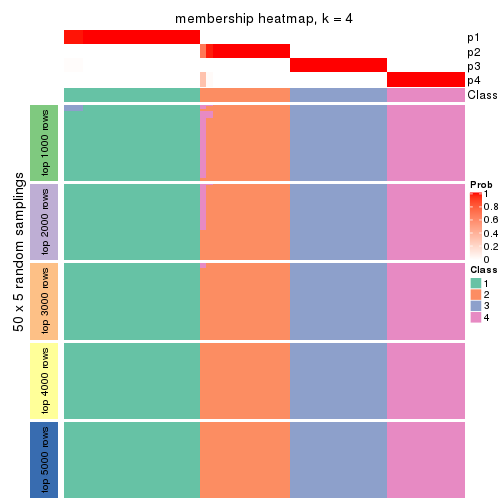 membership heatmap, k = 4
p1
p2
p3
p4
Class
50 x 5 random samplings
top 1000 rows
top 2000 rows
top 3000 rows
top 4000 rows
top 5000 rows
Prob
1
0.8
0.6
0.4
0.2
0
Class
1
2
3
4